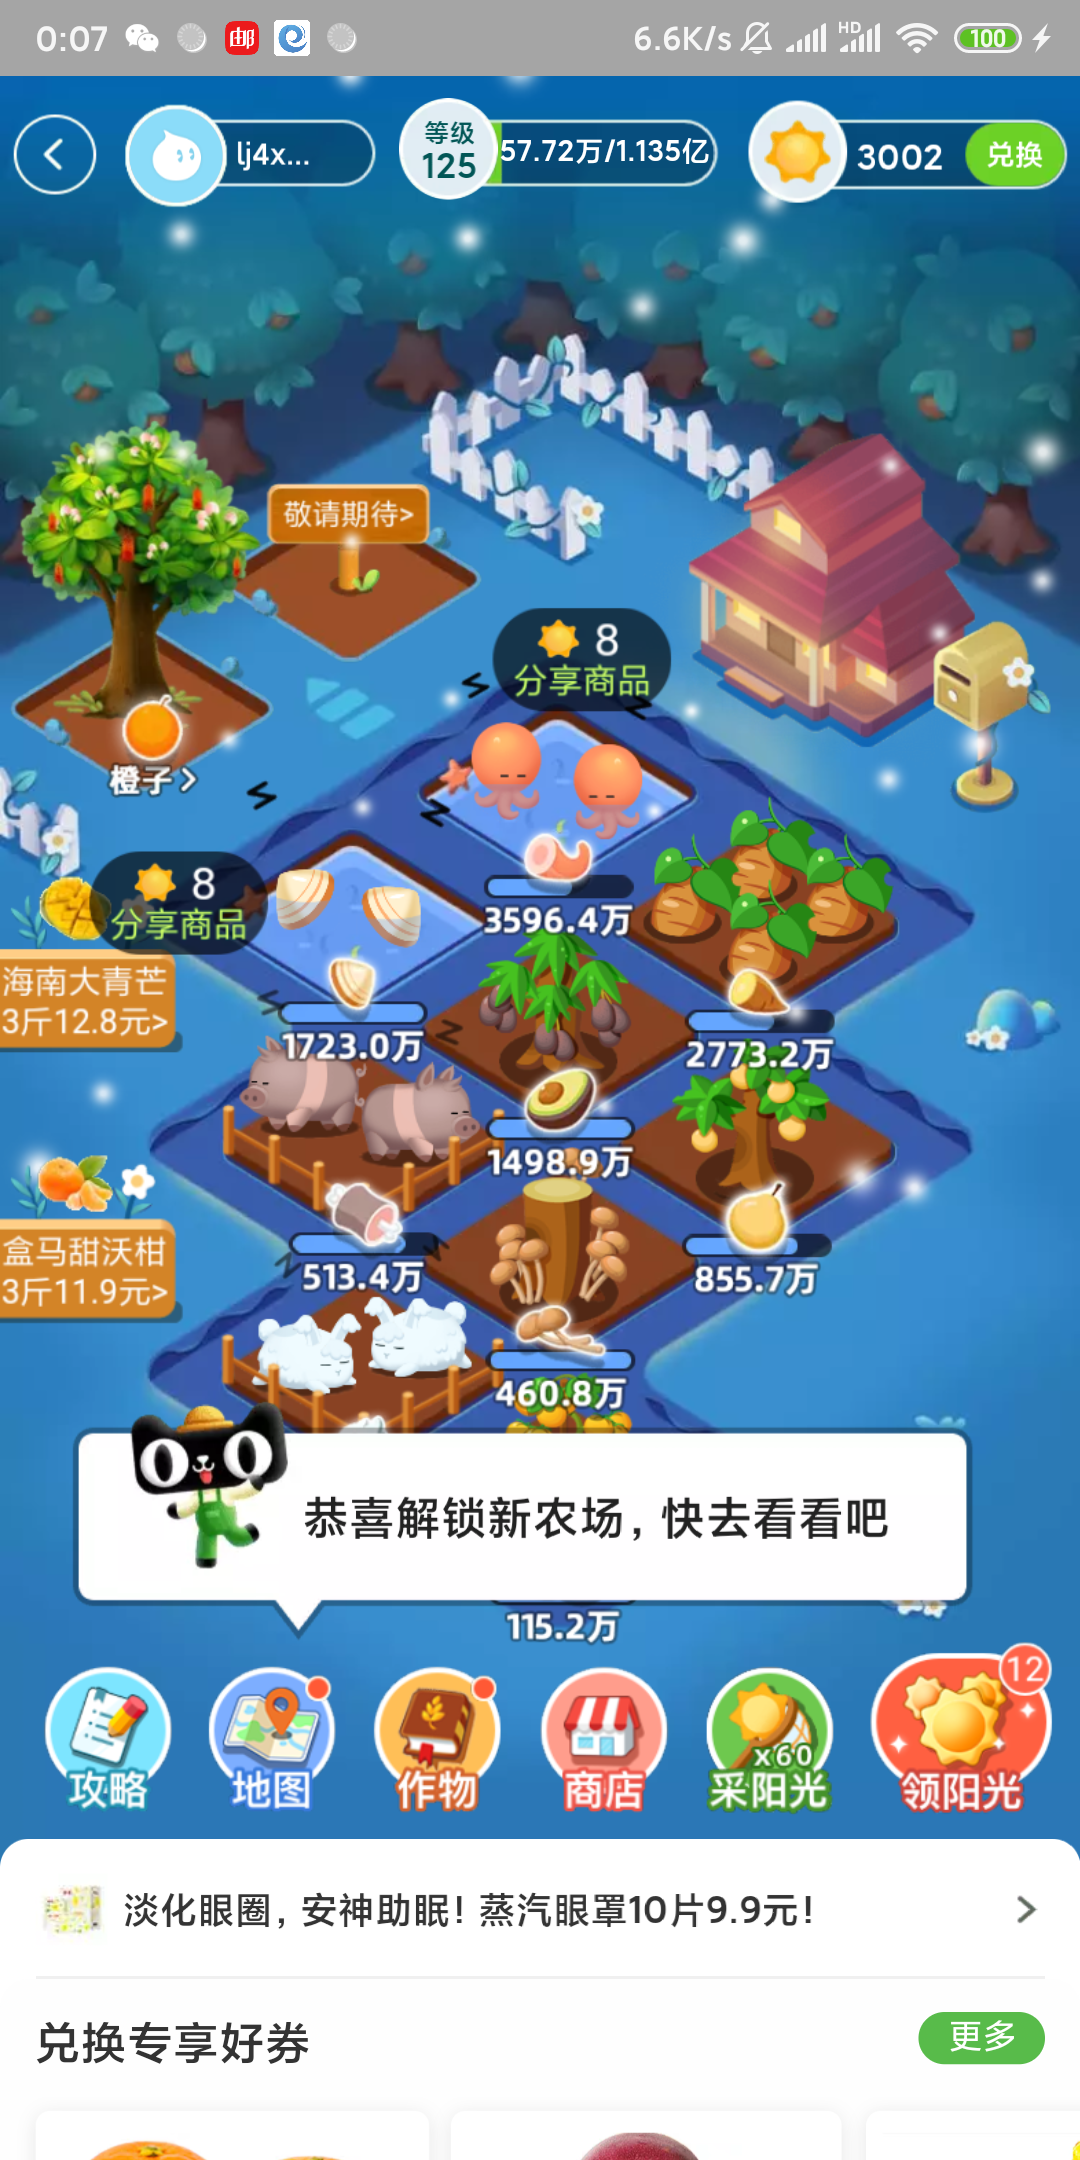 0:07
邮
6.6K/s
HD
100
lj4x...
等级
125
57.72万/1.135亿
3002
兑换
敬请期待>
8
分享商品
橙子>
8
分享商品
3596.4万
海南大青芒
3斤12.8元>
1723.0万
2773.2万
1498.9万
盒马甜沃柑
3斤11.9元>
513.4万
855.7万
460.8万
恭喜解锁新农场，快去看看吧
115.2万
攻略
地图
作物
商店
x60
采阳光
12
领阳光
淡化眼圈，安神助眠！蒸汽眼罩10片9.9元！
兑换专享好券
更多